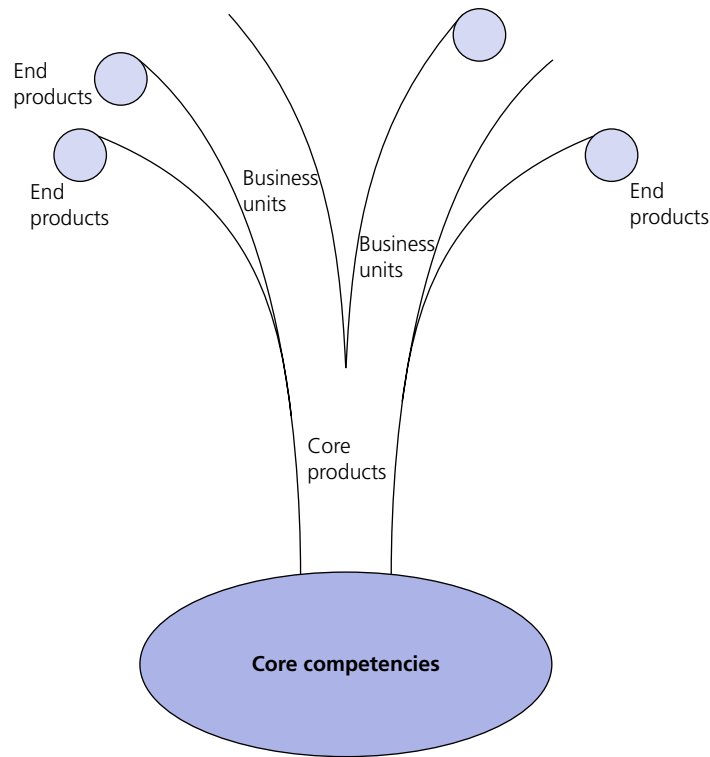 End
products
End
products
Business
units
Business
units
End
products
Core
products
Core competencies